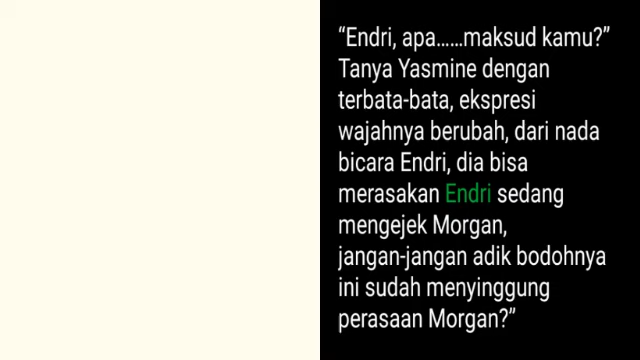 “Endri, apa......maksud kamu?”
Tanya Yasmine dengan
terbata-bata, ekspresi
wajahnya berubah, dari nada
bicara Endri, dia bisa
merasakan Endri sedang
mengejek Morgan,
jangan-jangan adik bodohnya
ini sudah menyinggung
perasaan Morgan?”